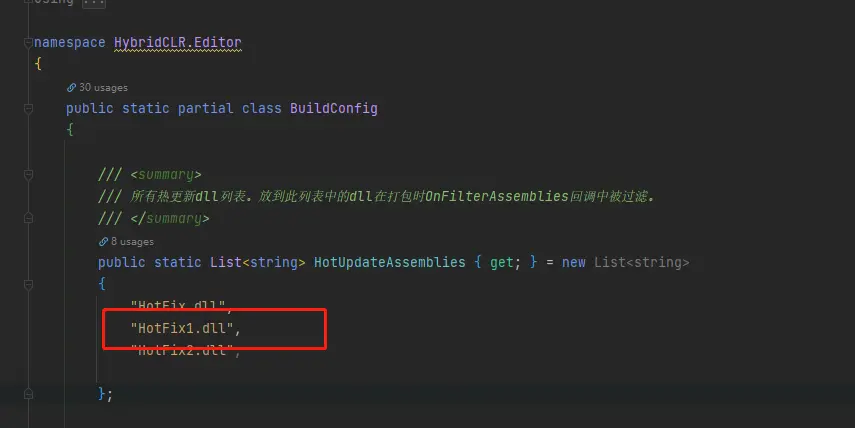 using ...
namespace HybridCLR.Editor
{
30 usages
public static partial class BuildConfig
{
/// <summary>
/// 所有热更新dll列表。放到此列表中的dll在打包时OnFilterAssemblies回调中被过滤。
/// </summary>
8 usages
public static List<string> HotUpdateAssemblies { get; } = new List<string>
{
"HotFix.dll",
"HotFix1.dll",
"HotFix2.dll",
};